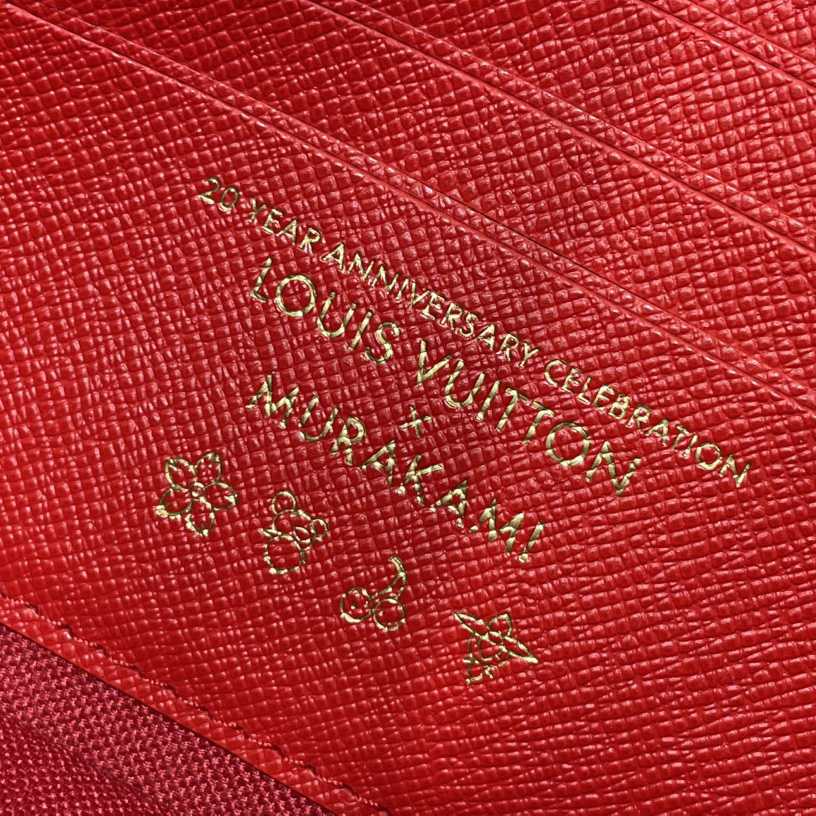 20 YEAR ANNIVERSARY CELEBRATION
LOUIS VUITTON
×
MURAKAMI